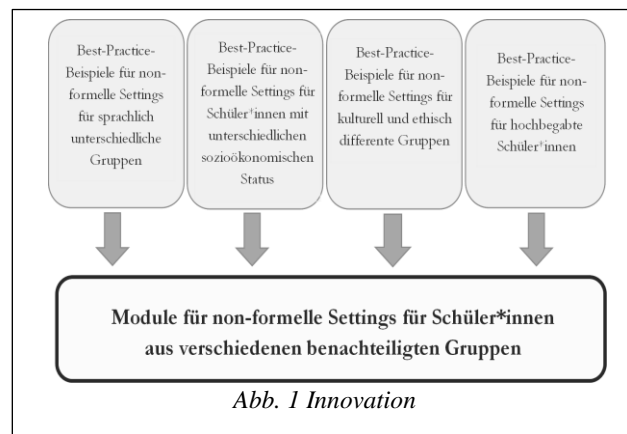 Best-Practice-
Beispiele für non-
formelle Settings
für sprachlich
unterschiedliche
Gruppen
Best-Practice-
Beispiele für non-
formelle Settings für
Schüler*innen mit
unterschiedlichen
sozioökonomischen
Status
Best-Practice-
Beispiele für non-
formelle Settings für
kulturell und ethisch
differente Gruppen
Best-Practice-
Beispiele für non-
formelle Settings
für hochbegabte
Schüler*innen
Module für non-formelle Settings für Schüler*innen
aus verschiedenen benachteiligten Gruppen
Abb. 1 Innovation